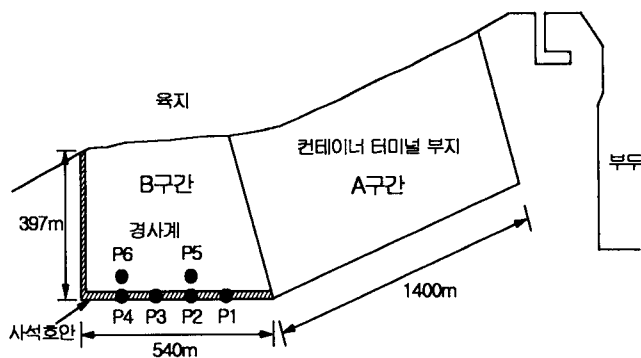 육지
컨테이너 터미널 부지
부두
B구간
A구간
397m
경사계
P6
P5
1400m
사석호안
P4
P3
P2
P1
540m